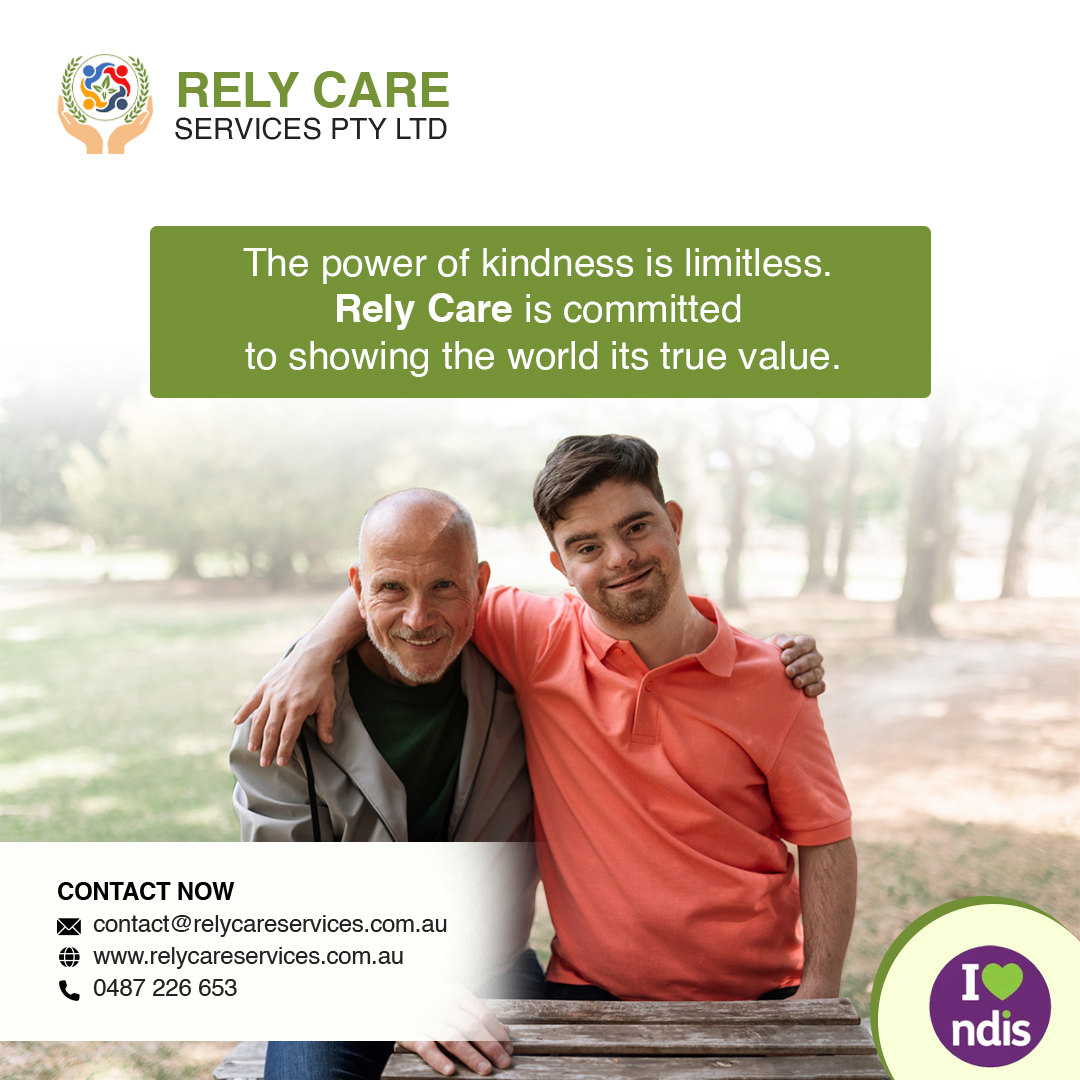 RELY CARE
SERVICES PTY LTD
The power of kindness is limitless.
Rely Care is committed
to showing the world its true value.
CONTACT NOW
contact@relycareservices.com.au
www.relycareservices.com.au
0487 226 653
I
ndis